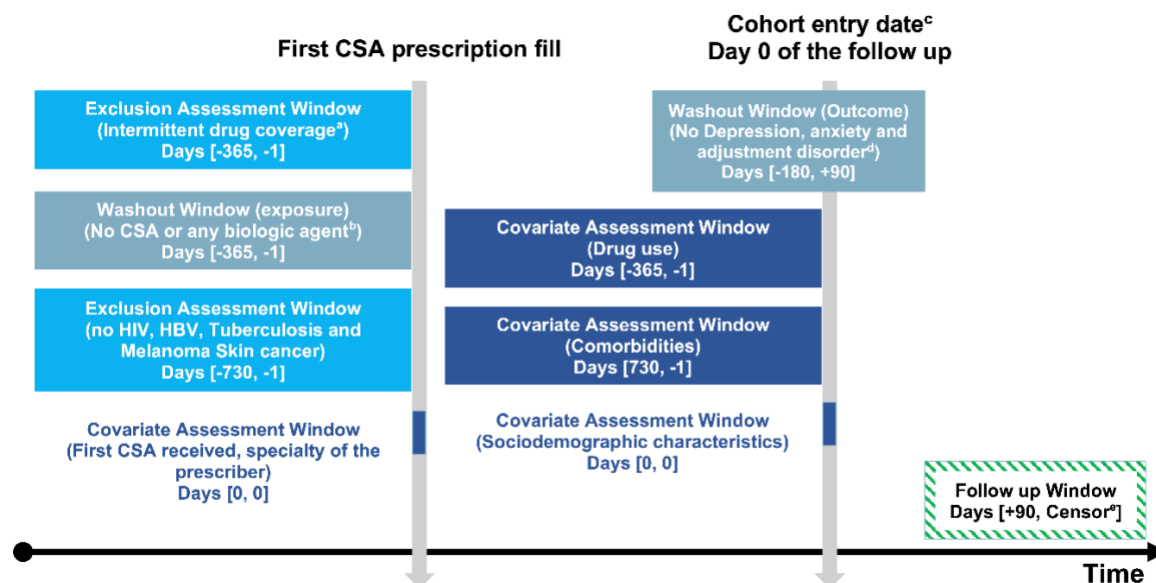 First CSA prescription fill
Cohort entry dateᶜ
Day 0 of the follow up
Exclusion Assessment Window
(Intermittent drug coverageᵃ)
Days [-365, -1]
Washout Window (exposure)
(No CSA or any biologic agentᵇ)
Days [-365, -1]
Exclusion Assessment Window
(no HIV, HBV, Tuberculosis and
Melanoma Skin cancer)
Days [-730, -1]
Covariate Assessment Window
(First CSA received, specialty of the
prescriber)
Days [0, 0]
Washout Window (Outcome)
(No Depression, anxiety and
adjustment disorderᵈ)
Days [-180, +90]
Covariate Assessment Window
(Drug use)
Days [-365, -1]
Covariate Assessment Window
(Comorbidities)
Days [730, -1]
Covariate Assessment Window
(Sociodemographic characteristics)
Days [0, 0]
Follow up Window
Days [+90, Censorᵉ]
Time